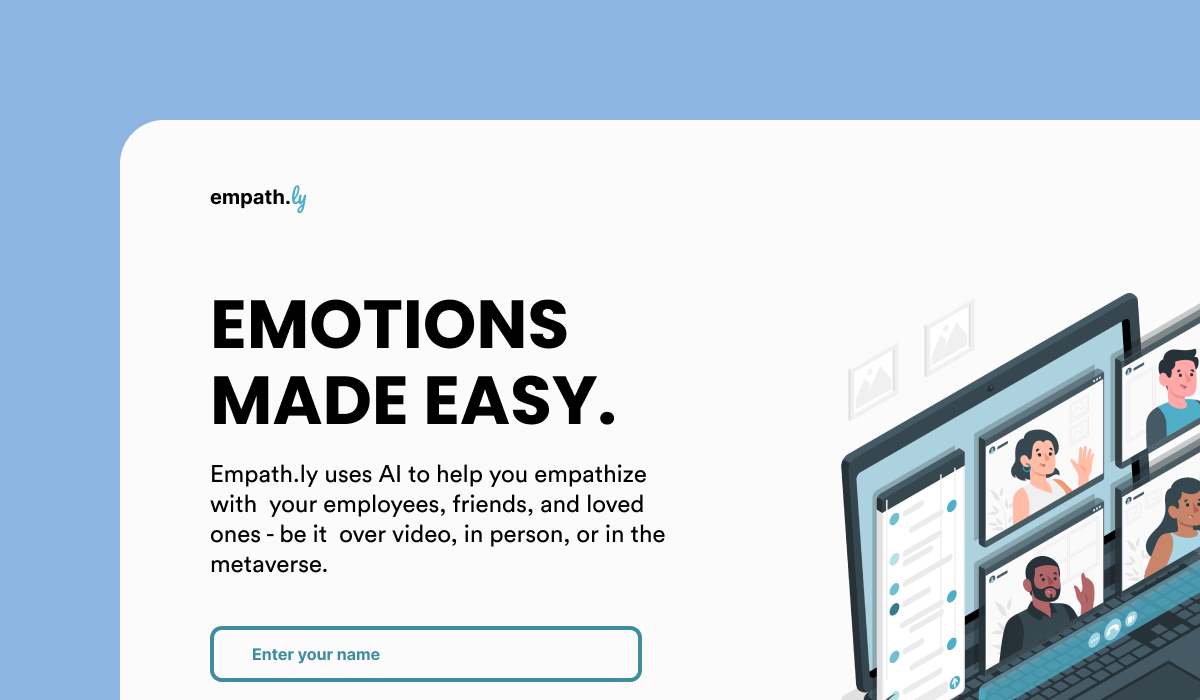 empath.ly
EMOTIONS
MADE EASY.
Empath.ly uses AI to help you empathize
with  your employees, friends, and loved
ones - be it  over video, in person, or in the
metaverse.
Enter your name